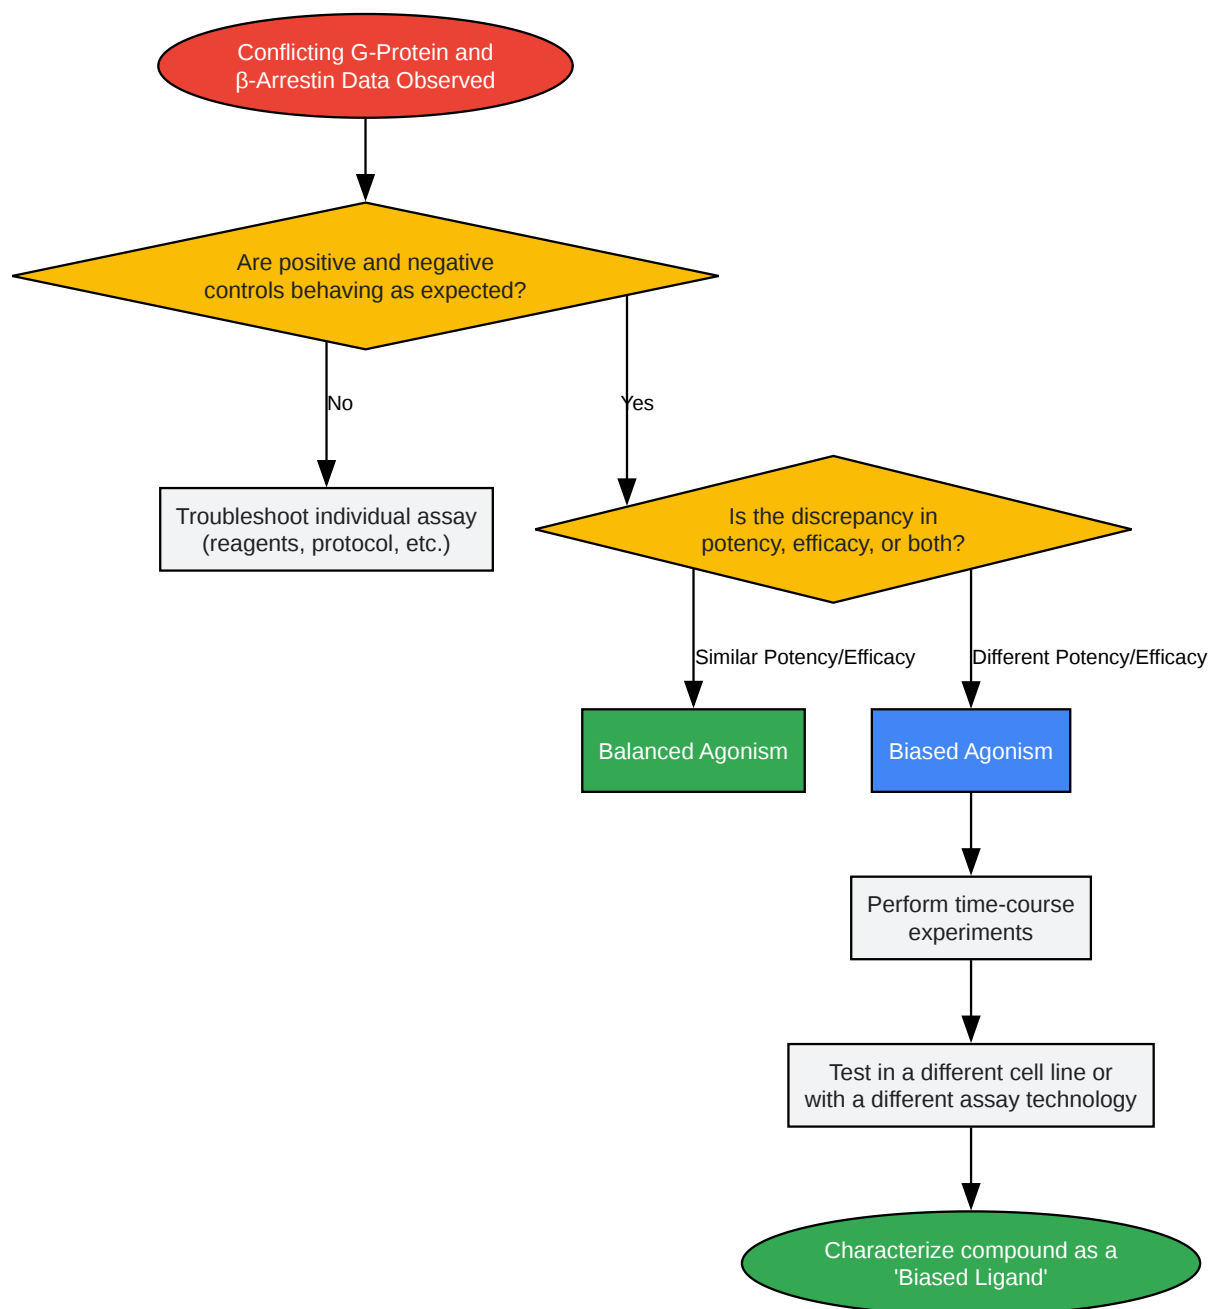 Conflicting G-Protein and
β-Arrestin Data Observed
Are positive and negative
controls behaving as expected?
No
Yes
Troubleshoot individual assay
(reagents, protocol, etc.)
Is the discrepancy in
potency, efficacy, or both?
Similar Potency/Efficacy
Different Potency/Efficacy
Balanced Agonism
Biased Agonism
Perform time-course
experiments
Test in a different cell line or
with a different assay technology
Characterize compound as a
'Biased Ligand'